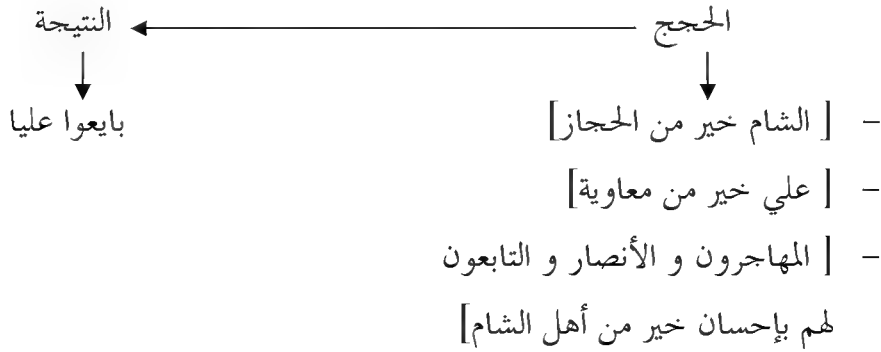 الحجج النتيجة
– [ الشام خير من الحجاز] بايعوا عليا
– [ علي خير من معاوية]
– [ المهاجرون و الأنصار و التابعون
لهم بإحسان خير من أهل الشام]